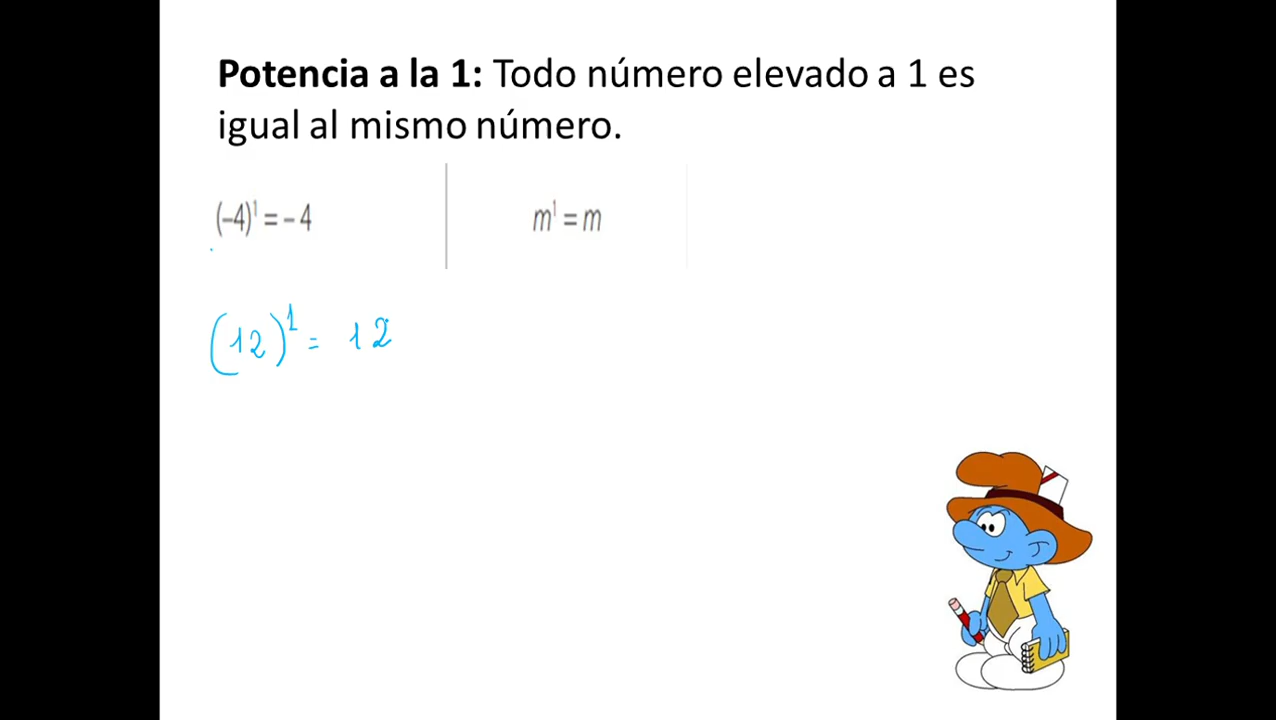 Potencia a la 1: Todo número elevado a 1 es
igual al mismo número.
(–4)¹ = – 4
m¹ = m
(12)¹ = 12